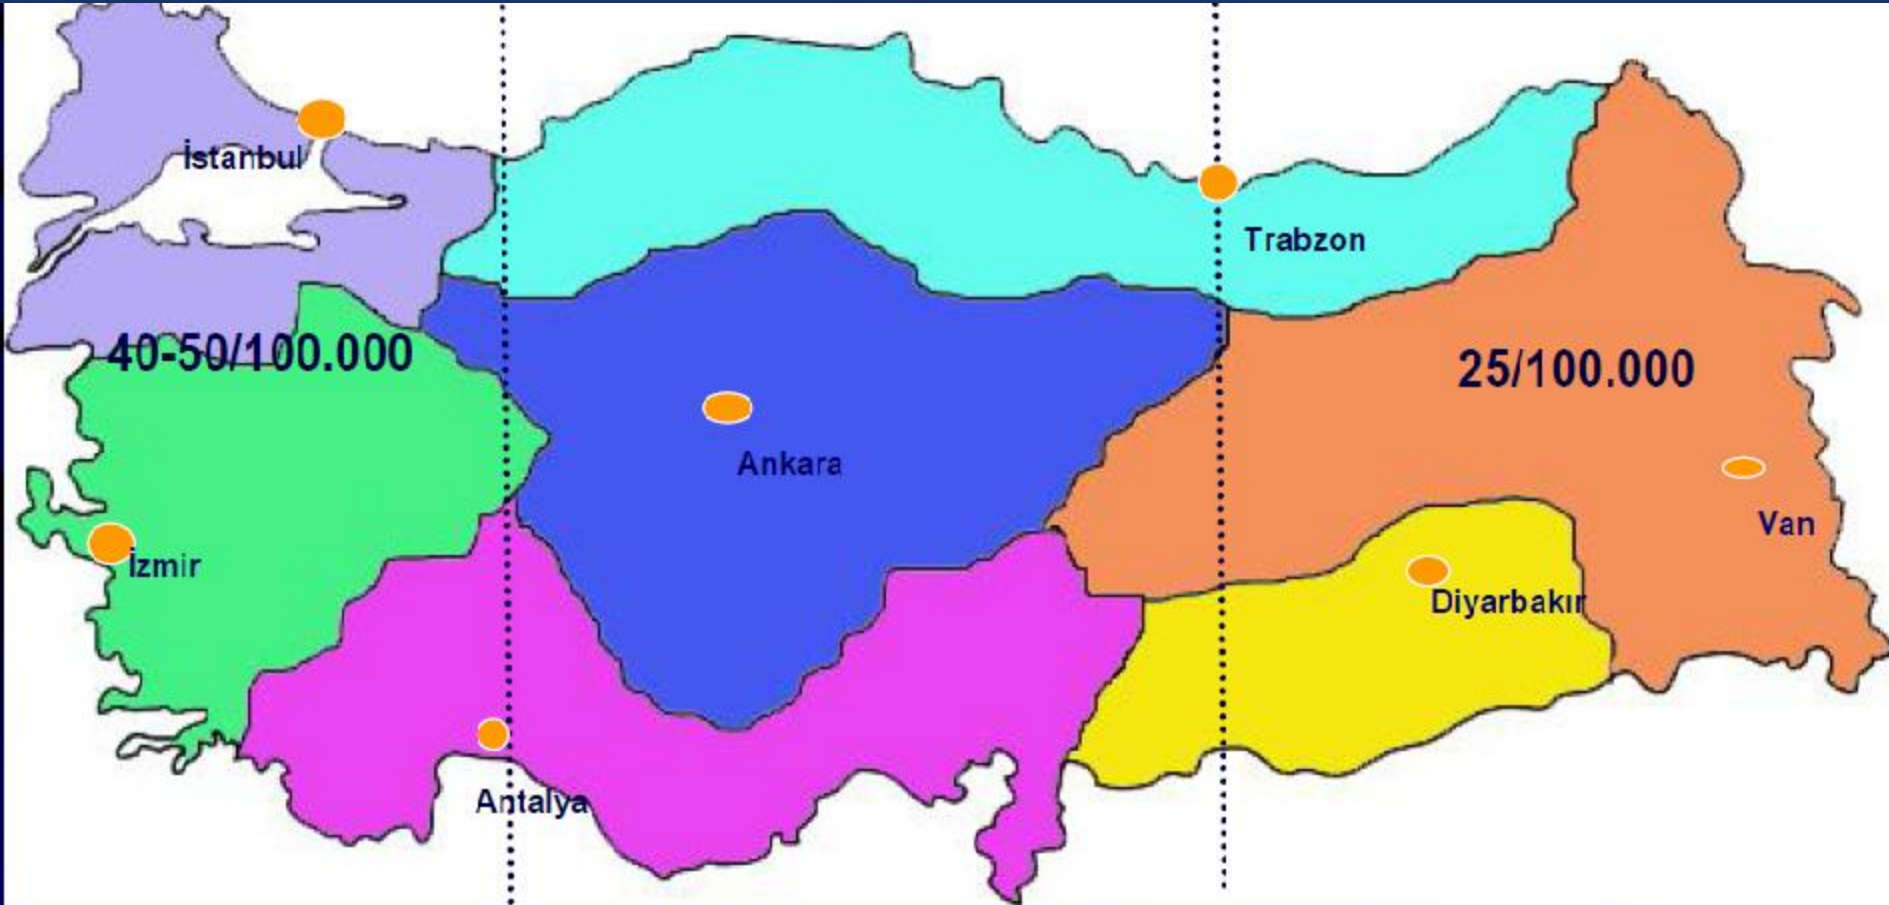 İstanbul
Trabzon
40-50/100.000
25/100.000
Ankara
Van
İzmir
Diyarbakır
Antalya